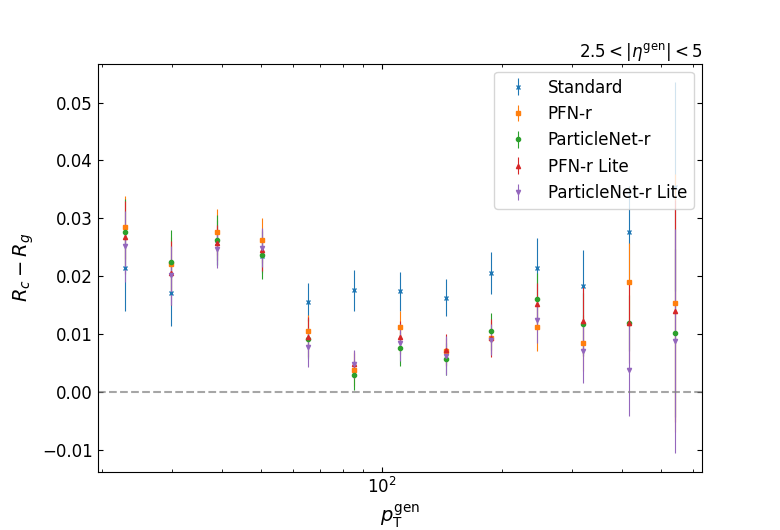 2.5 < |η^gen| < 5
Standard
PFN-r
ParticleNet-r
PFN-r Lite
ParticleNet-r Lite
0.05
0.04
0.03
0.02
0.01
0.00
−0.01
R_c − R_g
10^2
p_T^gen